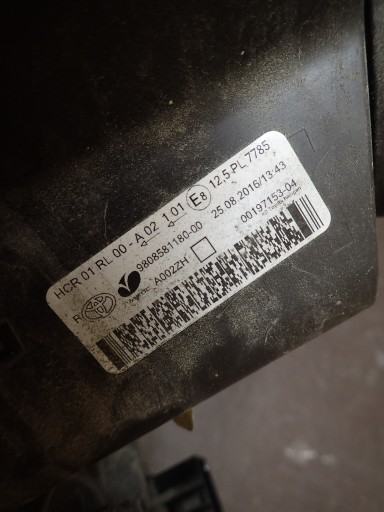 HCR 01 RL 00 - A 02 1 01 E8 12,5 PL 7785
R 9808581180-00 25.08.2016/13:43
A002ZH 00197153-04